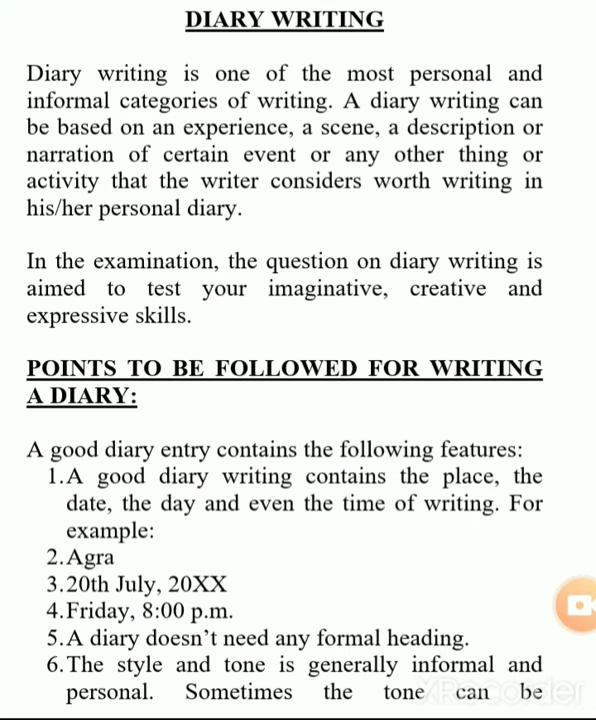 DIARY WRITING
Diary writing is one of the most personal and
informal categories of writing. A diary writing can
be based on an experience, a scene, a description or
narration of certain event or any other thing or
activity that the writer considers worth writing in
his/her personal diary.
In the examination, the question on diary writing is
aimed to test your imaginative, creative and
expressive skills.
POINTS TO BE FOLLOWED FOR WRITING
A DIARY:
A good diary entry contains the following features:
1.A good diary writing contains the place, the
date, the day and even the time of writing. For
example:
2.Agra
3.20th July, 20XX
4.Friday, 8:00 p.m.
5.A diary doesn't need any formal heading.
6.The style and tone is generally informal and
personal. Sometimes the tone can be
XRecorder